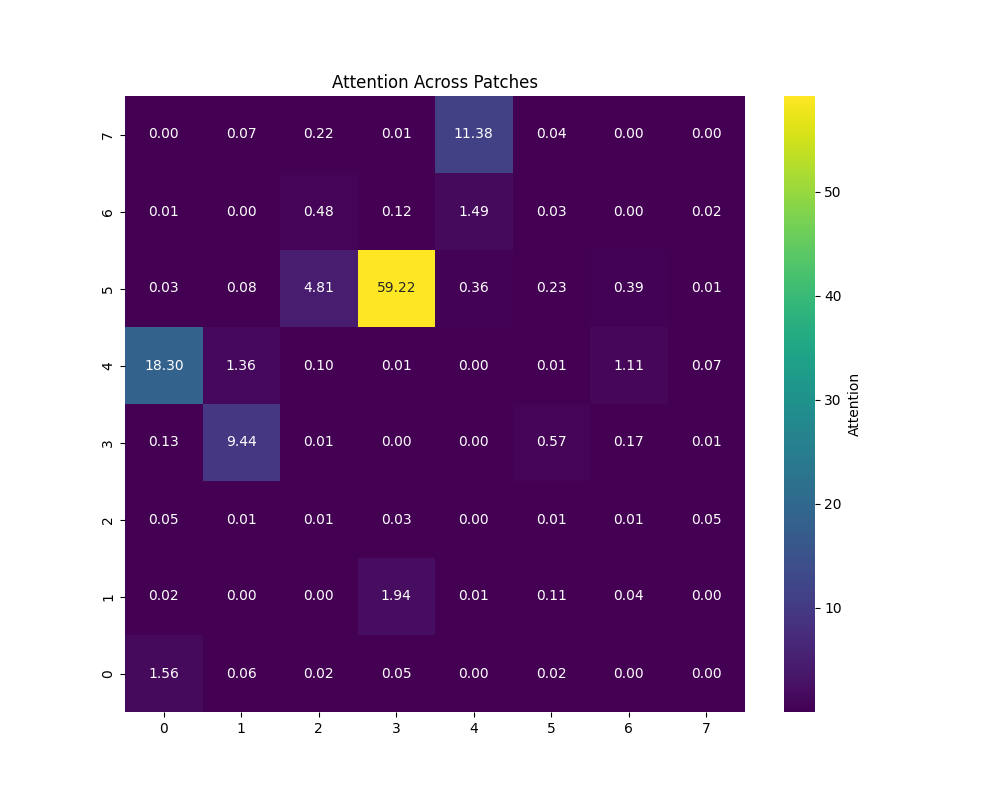 Attention Across Patches
7 0.00 0.07 0.22 0.01 11.38 0.04 0.00 0.00
6 0.01 0.00 0.48 0.12 1.49 0.03 0.00 0.02
5 0.03 0.08 4.81 59.22 0.36 0.23 0.39 0.01
4 18.30 1.36 0.10 0.01 0.00 0.01 1.11 0.07
3 0.13 9.44 0.01 0.00 0.00 0.57 0.17 0.01
2 0.05 0.01 0.01 0.03 0.00 0.01 0.01 0.05
1 0.02 0.00 0.00 1.94 0.01 0.11 0.04 0.00
0 1.56 0.06 0.02 0.05 0.00 0.02 0.00 0.00
0 1 2 3 4 5 6 7
50
40
30
20
10
Attention